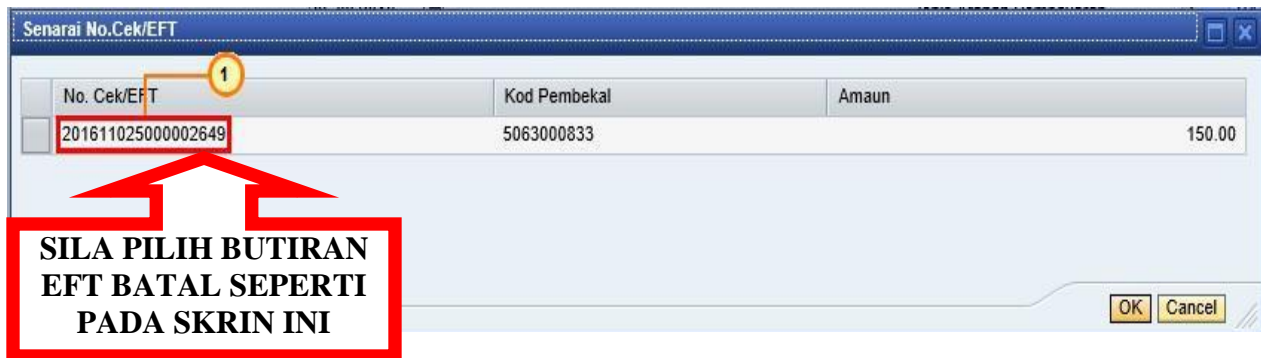 Senarai No.Cek/EFT
1
No. Cek/EFT Kod Pembekal Amaun
201611025000002649 5063000833 150.00
SILA PILIH BUTIRAN
EFT BATAL SEPERTI
PADA SKRIN INI
OK Cancel